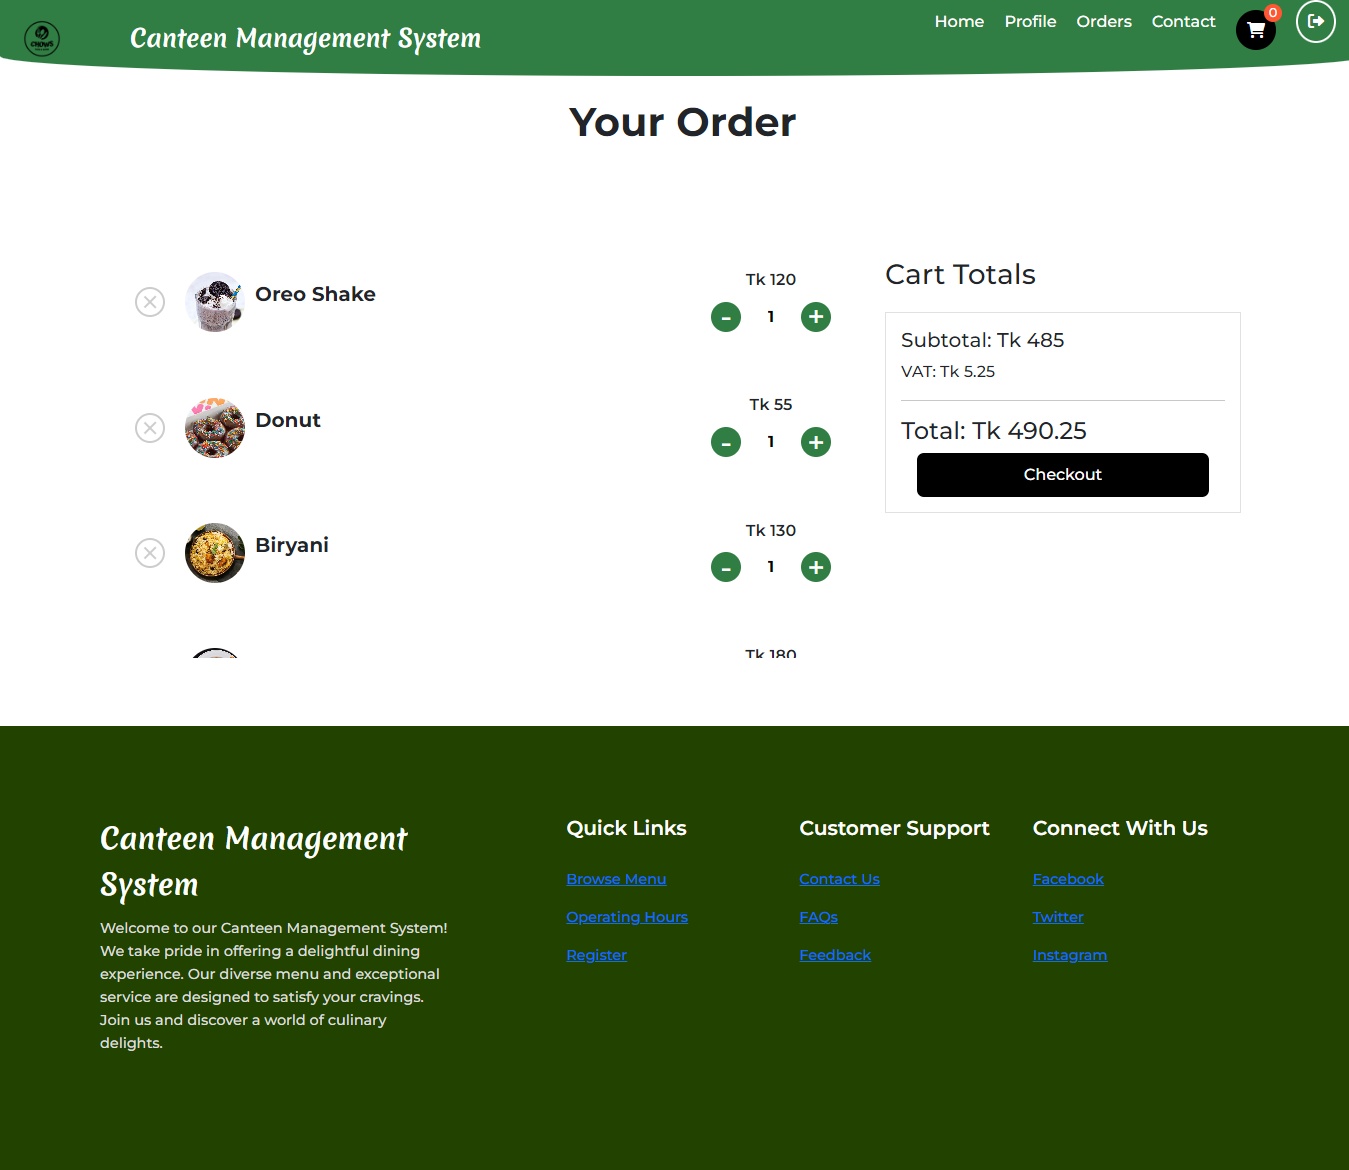 CHOWS
Canteen Management System
Home Profile Orders Contact 0
Your Order
Oreo Shake
Tk 120
- 1 +
Donut
Tk 55
- 1 +
Biryani
Tk 130
- 1 +
Tk 180
Cart Totals
Subtotal: Tk 485
VAT: Tk 5.25
Total: Tk 490.25
Checkout
Canteen Management
System
Welcome to our Canteen Management System!
We take pride in offering a delightful dining
experience. Our diverse menu and exceptional
service are designed to satisfy your cravings.
Join us and discover a world of culinary
delights.
Quick Links
Browse Menu
Operating Hours
Register
Customer Support
Contact Us
FAQs
Feedback
Connect With Us
Facebook
Twitter
Instagram